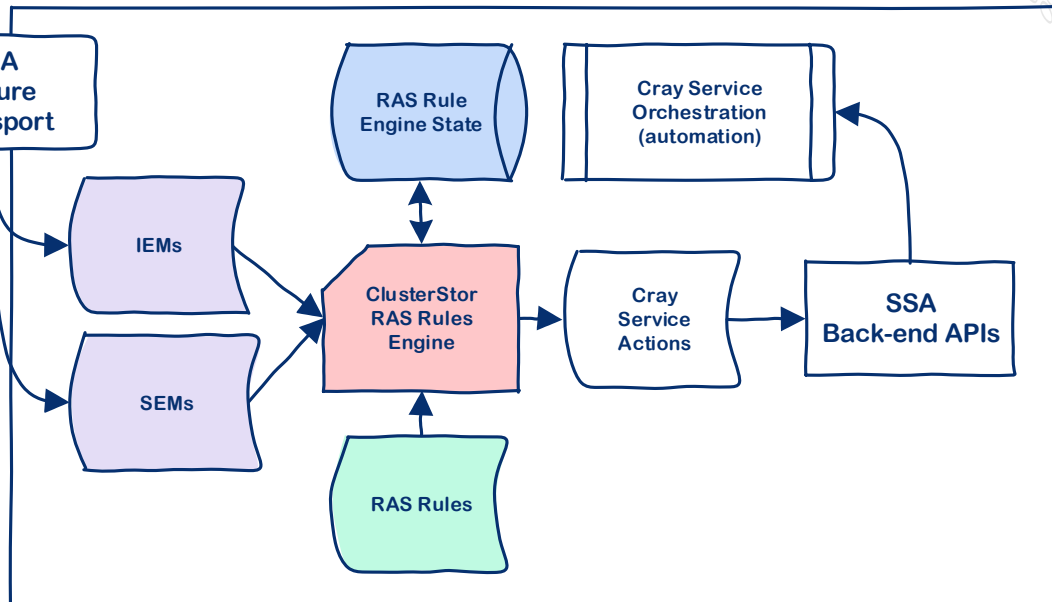 A
ure
sport
RAS Rule
Engine State
Cray Service
Orchestration
(automation)
IEMs
ClusterStor
RAS Rules
Engine
Cray
Service
Actions
SSA
Back-end APIs
SEMs
RAS Rules